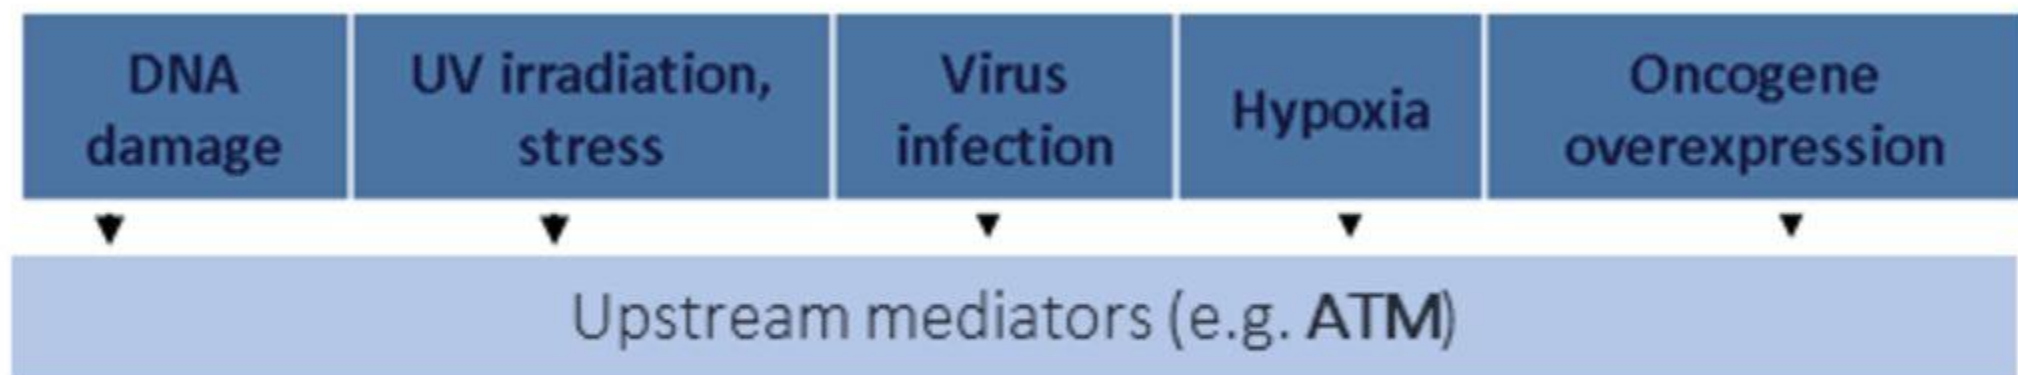 DNA
damage
UV irradiation,
stress
Virus
infection
Hypoxia
Oncogene
overexpression
Upstream mediators (e.g. ATM)